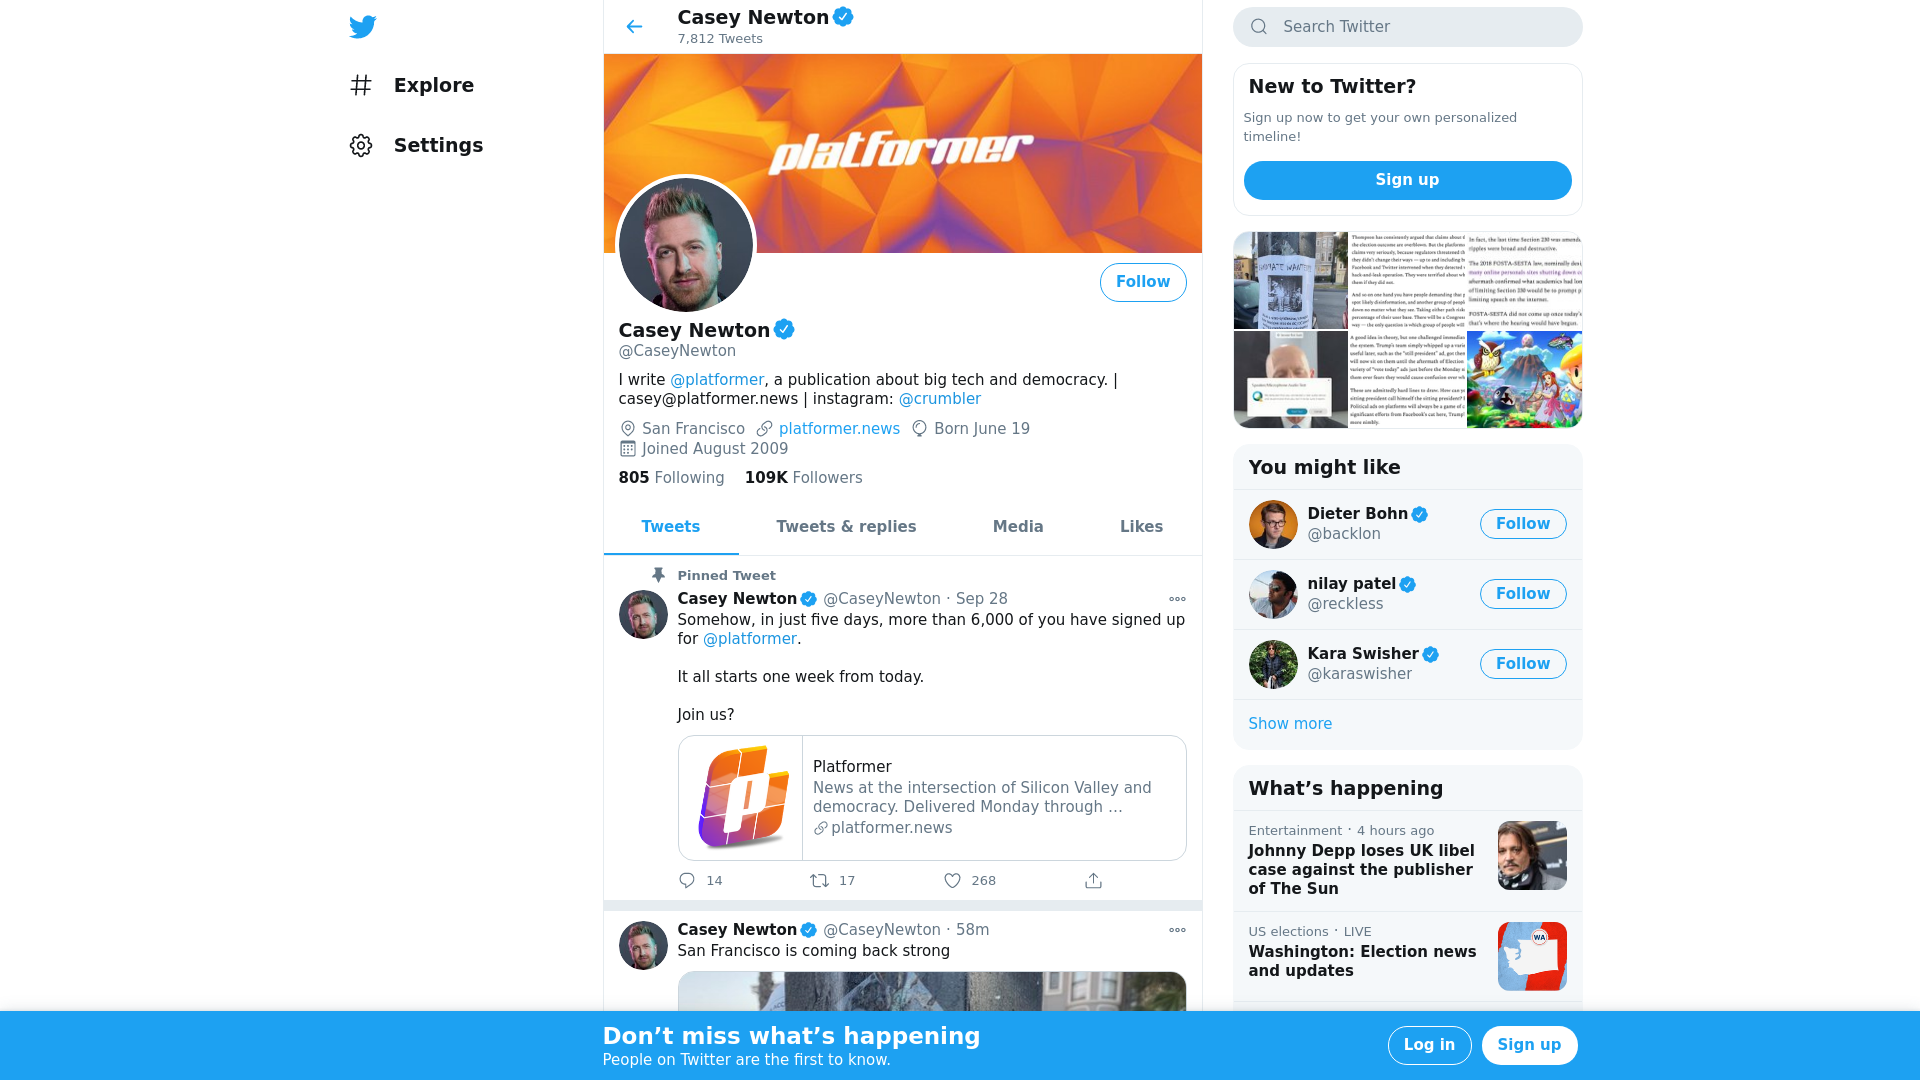 Explore
Settings
Casey Newton
7,812 Tweets
platformer
Follow
Casey Newton
@CaseyNewton
I write @platformer, a publication about big tech and democracy. |
casey@platformer.news | instagram: @crumbler
San Francisco platformer.news Born June 19
Joined August 2009
805 Following 109K Followers
Tweets Tweets & replies Media Likes
Pinned Tweet
Casey Newton @CaseyNewton · Sep 28
Somehow, in just five days, more than 6,000 of you have signed up
for @platformer.
It all starts one week from today.
Join us?
Platformer
News at the intersection of Silicon Valley and
democracy. Delivered Monday through …
platformer.news
14 17 268
Casey Newton @CaseyNewton · 58m
San Francisco is coming back strong
Search Twitter
New to Twitter?
Sign up now to get your own personalized
timeline!
Sign up
You might like
Dieter Bohn
@backlon
Follow
nilay patel
@reckless
Follow
Kara Swisher
@karaswisher
Follow
Show more
What’s happening
Entertainment · 4 hours ago
Johnny Depp loses UK libel
case against the publisher
of The Sun
US elections · LIVE
Washington: Election news
and updates
WA
Don’t miss what’s happening
People on Twitter are the first to know.
Log in
Sign up